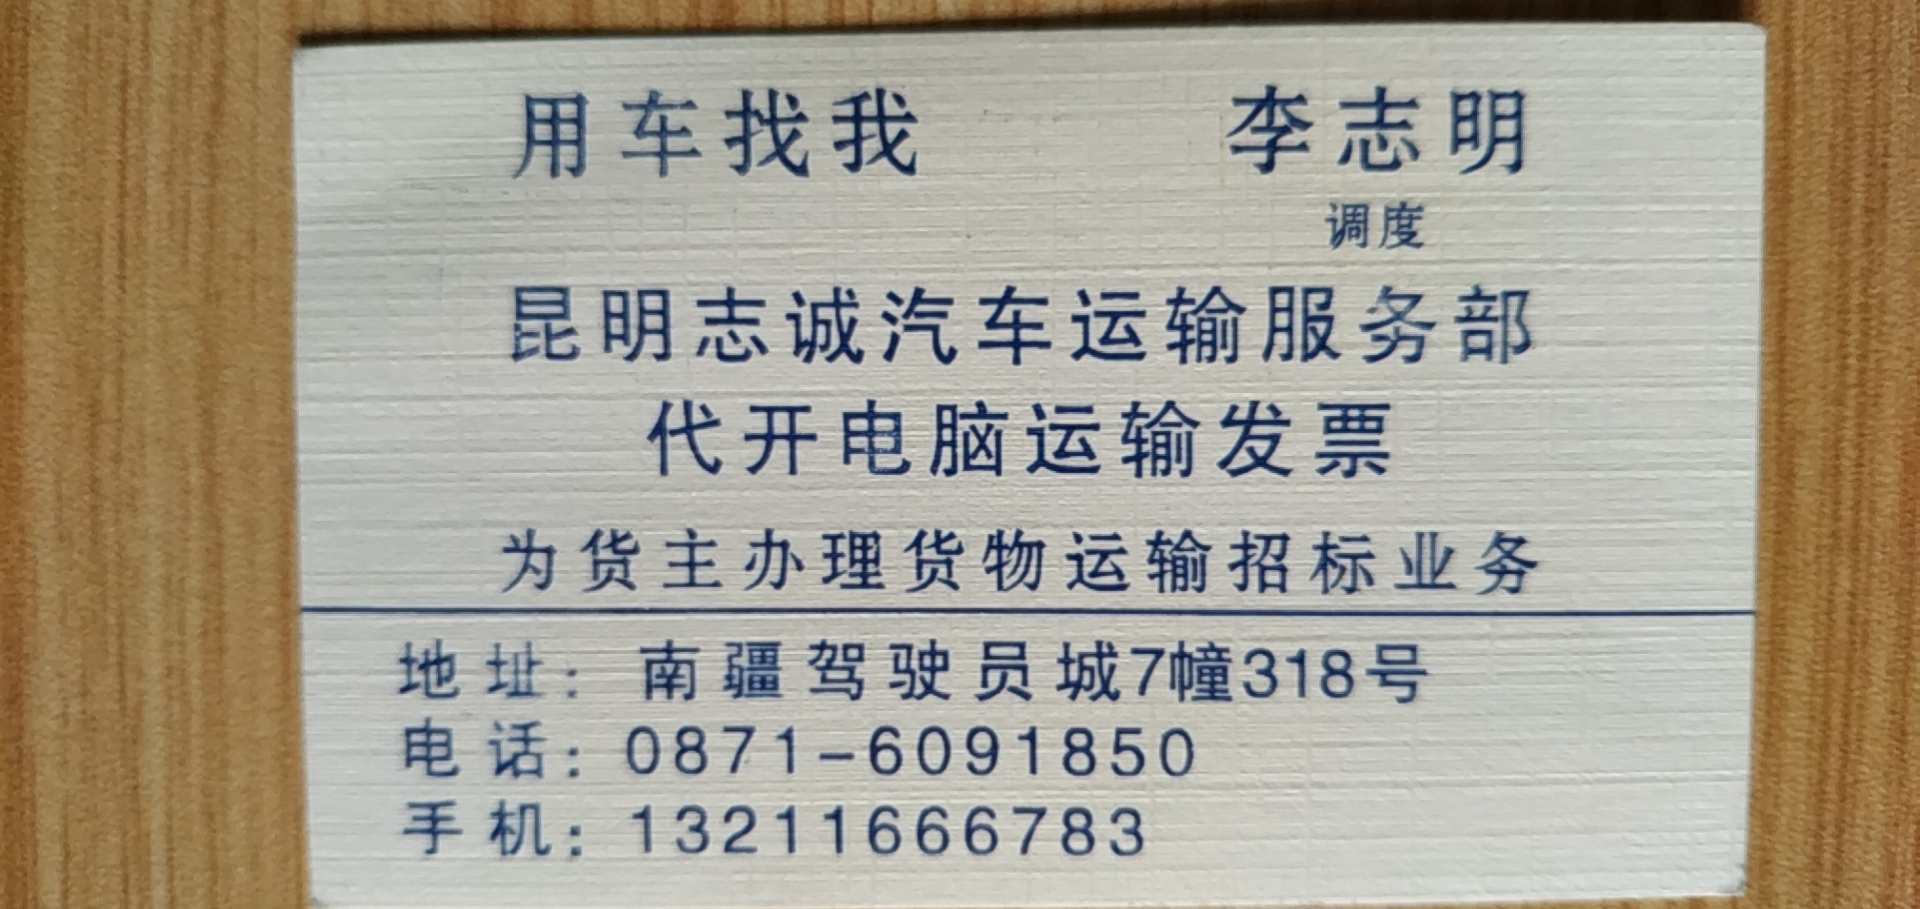 用车找我 李志明
调度
昆明志诚汽车运输服务部
代开电脑运输发票
为货主办理货物运输招标业务
地址：南疆驾驶员城7幢318号
电话：0871-6091850
手机：13211666783